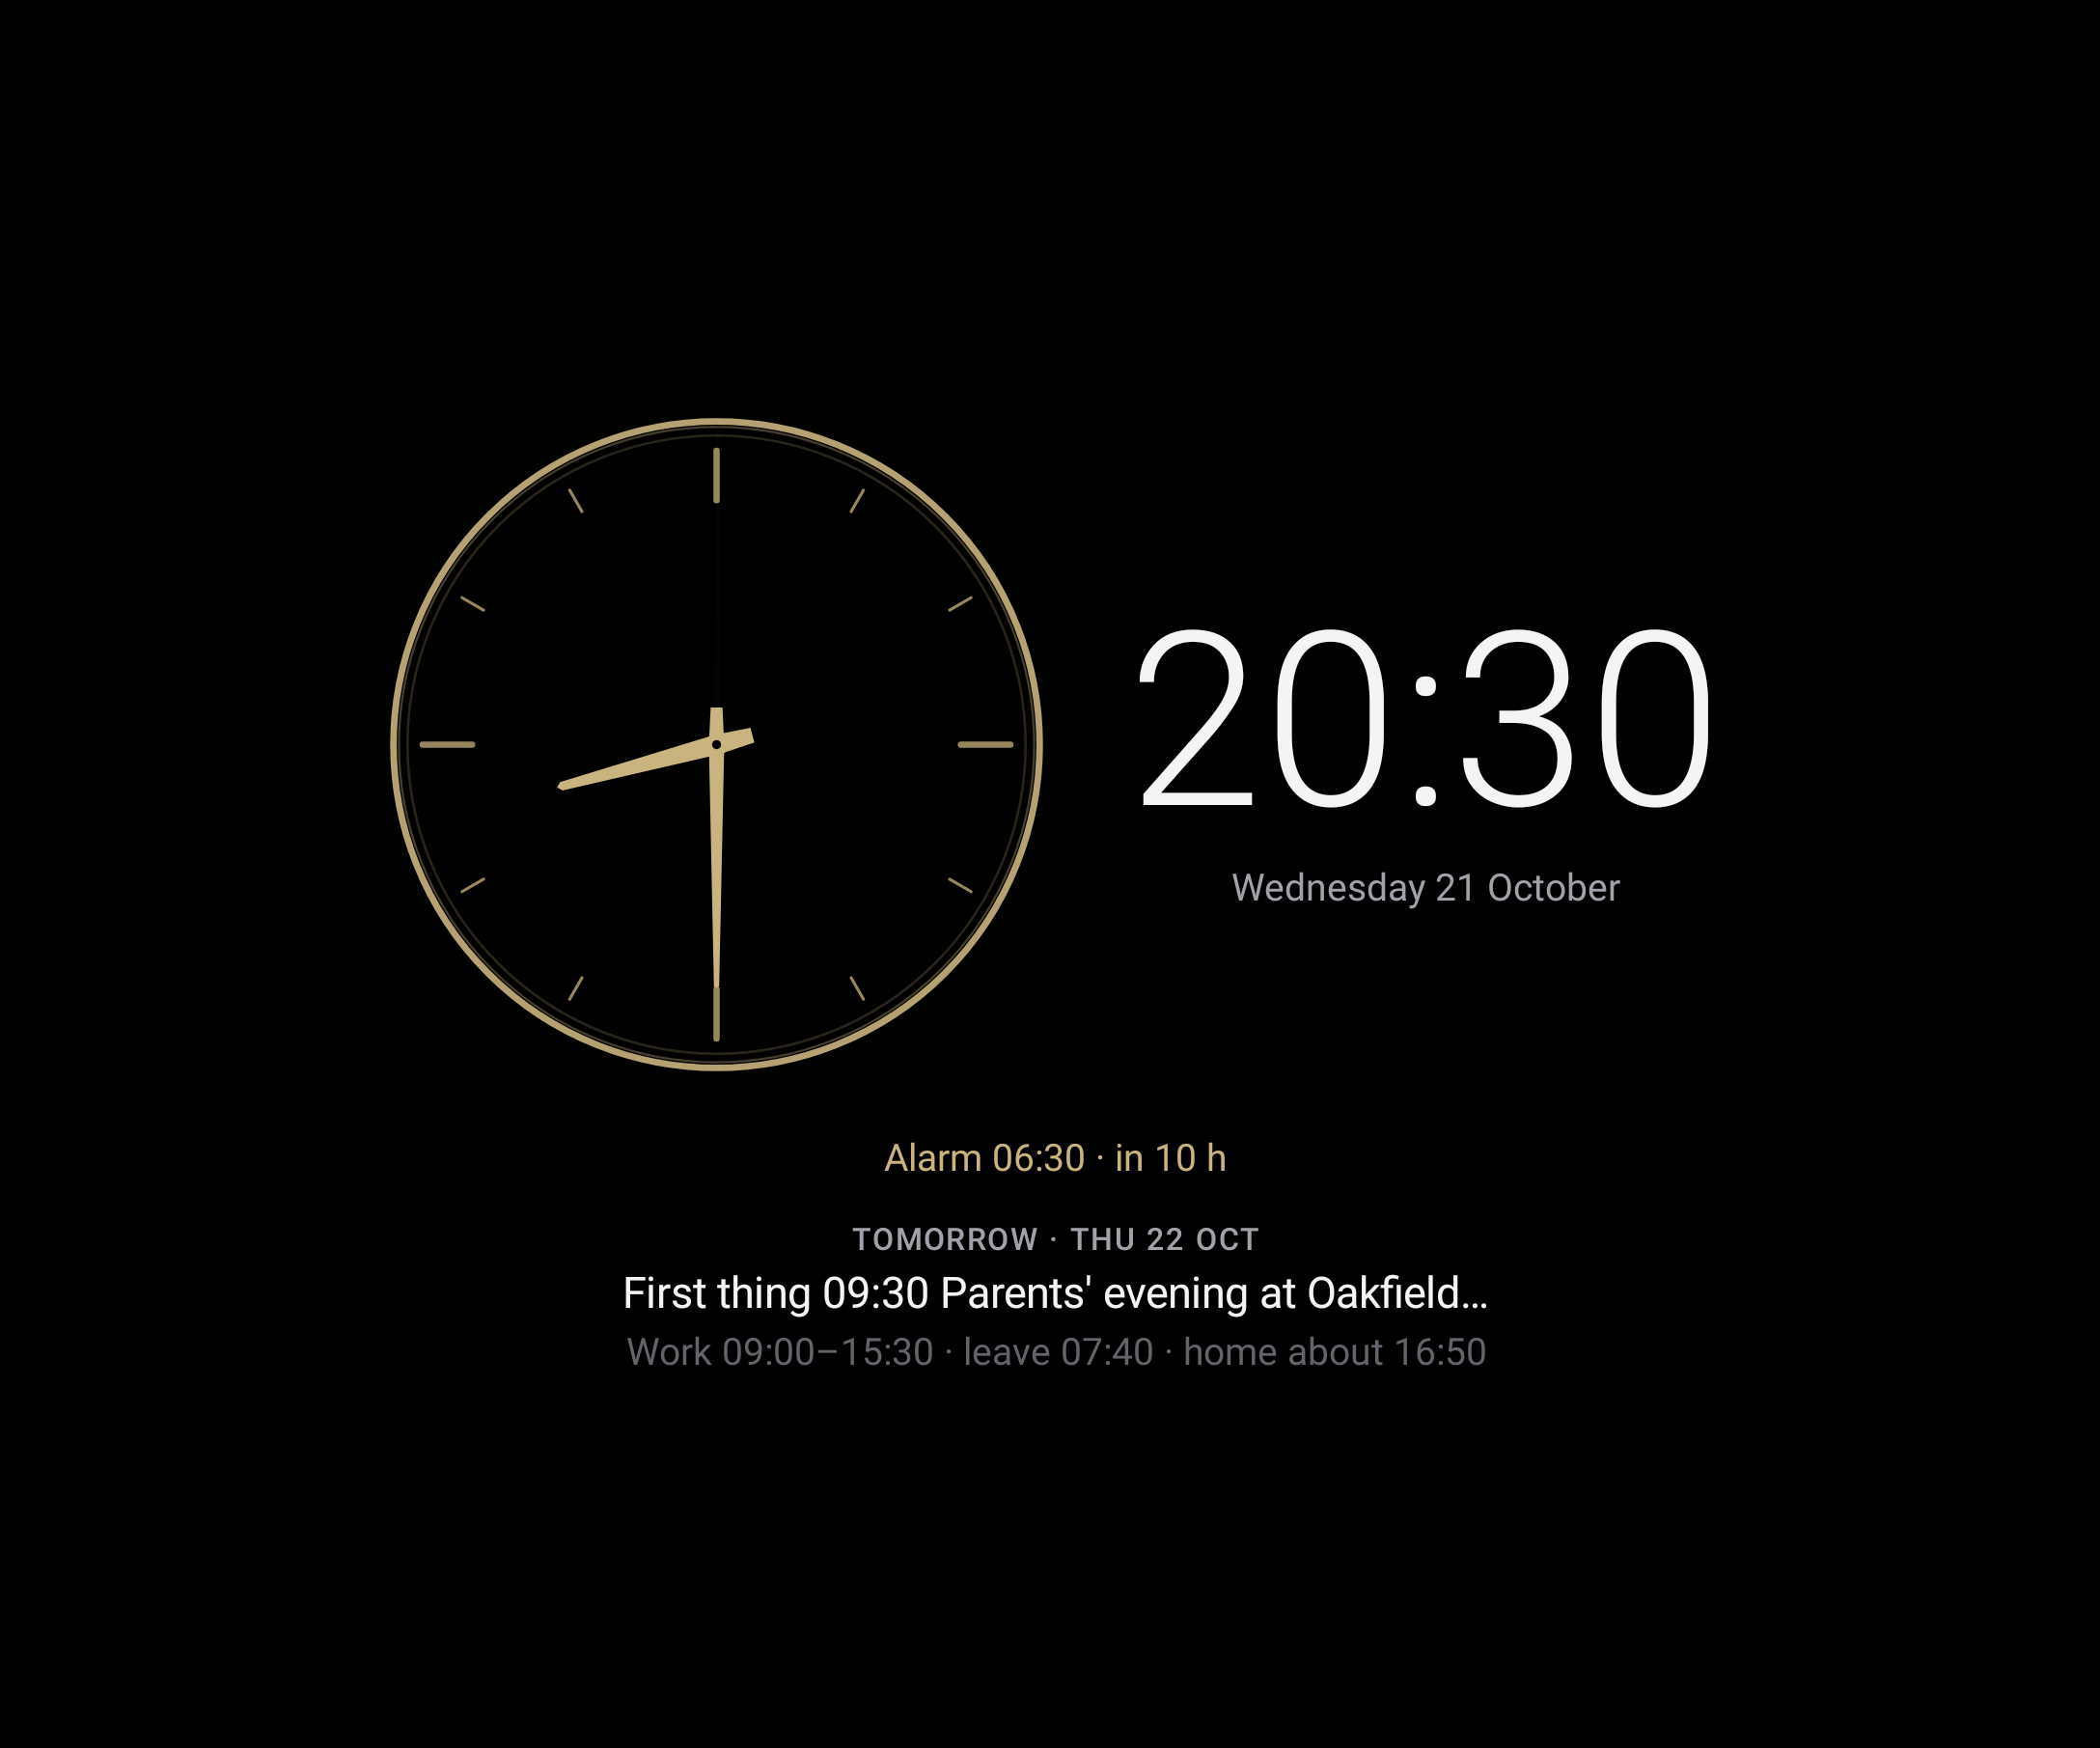 20:30
Wednesday 21 October
Alarm 06:30 · in 10 h
TOMORROW · THU 22 OCT
First thing 09:30 Parents' evening at Oakfield…
Work 09:00–15:30 · leave 07:40 · home about 16:50